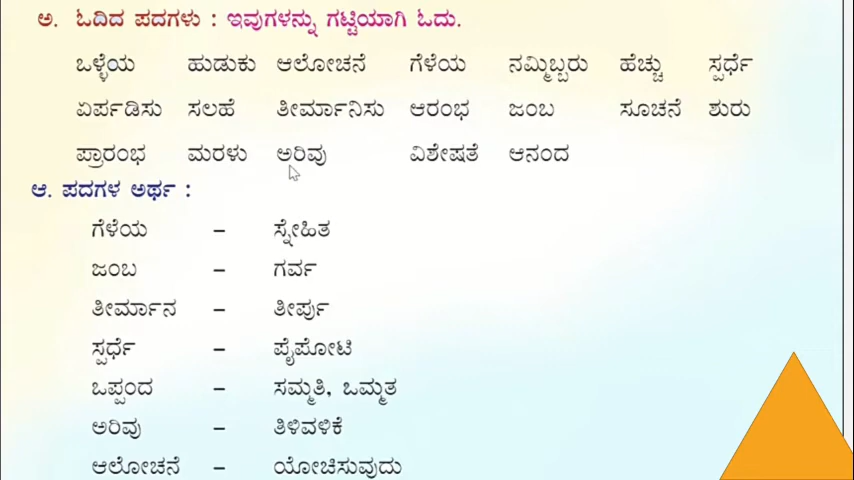 ಅ. ಓದಿದ ಪದಗಳು : ಇವುಗಳನ್ನು ಗಟ್ಟಿಯಾಗಿ ಓದು.
ಒಳ್ಳೆಯ ಹುಡುಕು ಆಲೋಚನೆ ಗೆಳೆಯ ನಮ್ಮಿಬ್ಬರು ಹೆಚ್ಚು ಸ್ಪರ್ಧೆ
ಏರ್ಪಡಿಸು ಸಲಹೆ ತೀರ್ಮಾನಿಸು ಆರಂಭ ಜಂಬ ಸೂಚನೆ ಶುರು
ಪ್ರಾರಂಭ ಮರಳು ಅರಿವು ವಿಶೇಷತೆ ಆನಂದ
ಆ. ಪದಗಳ ಅರ್ಥ :
ಗೆಳೆಯ – ಸ್ನೇಹಿತ
ಜಂಬ – ಗರ್ವ
ತೀರ್ಮಾನ – ತೀರ್ಪು
ಸ್ಪರ್ಧೆ – ಪೈಪೋಟಿ
ಒಪ್ಪಂದ – ಸಮ್ಮತಿ, ಒಮ್ಮತ
ಅರಿವು – ತಿಳಿವಳಿಕೆ
ಆಲೋಚನೆ – ಯೋಚಿಸುವುದು